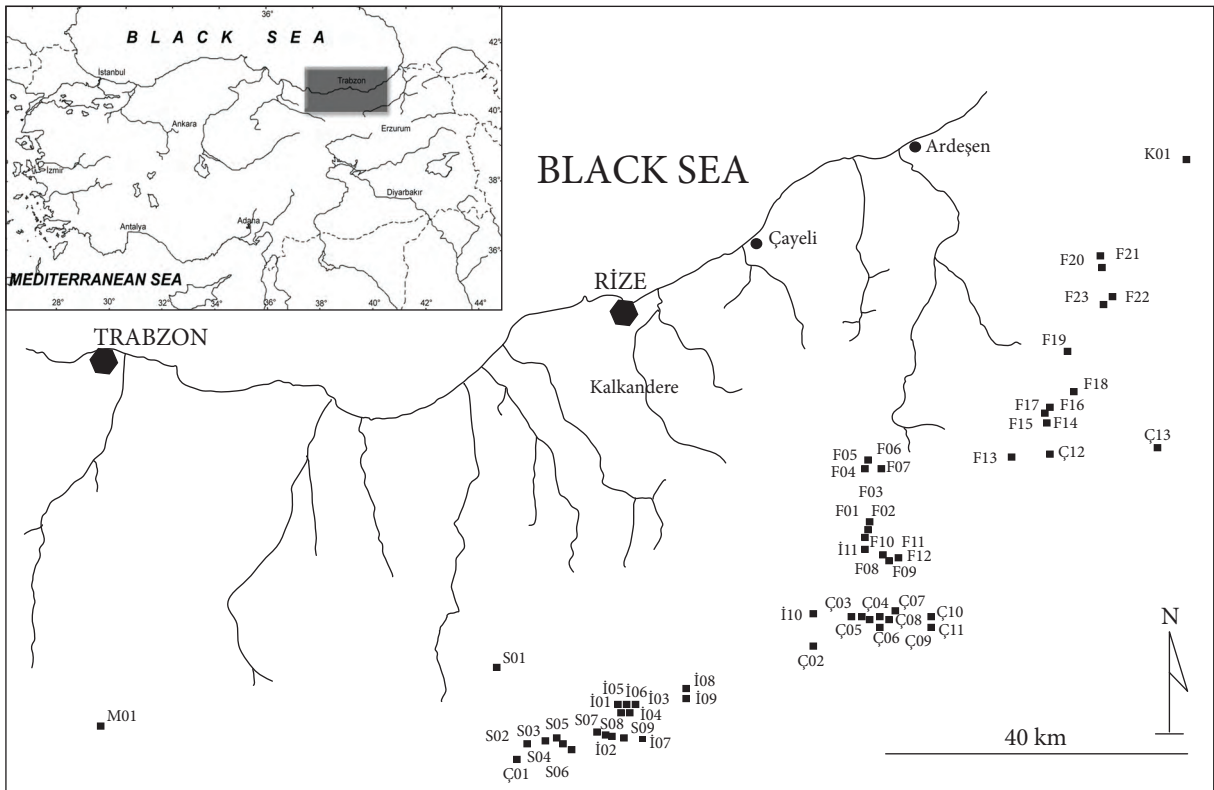 36°
BLACK SEA
42°
İstanbul
Trabzon
40°
Ankara
Erzurum
İzmir
38°
Diyarbakır
Antalya
Adana
36°
MEDITERRANEAN SEA
28° 30° 32° 34° 36° 38° 40° 42° 44°
BLACK SEA
Ardeşen
K01
Çayeli
F20 F21
RİZE
F23 F22
TRABZON
F19
Kalkandere
F18
F17 F16
F15 F14
F13 Ç12 Ç13
F05 F06
F04 F07
F03
F01 F02
İ11 F10 F11
F12
F08 F09
İ10 Ç03 Ç04 Ç07 Ç10
Ç05 Ç08
Ç06 Ç09 Ç11
Ç02
N
S01
İ08
İ05 İ06
İ01 İ03 İ09
İ04
M01
S02 S03 S05 S07 S08 S09
S04 İ02 İ07
Ç01 S06
40 km